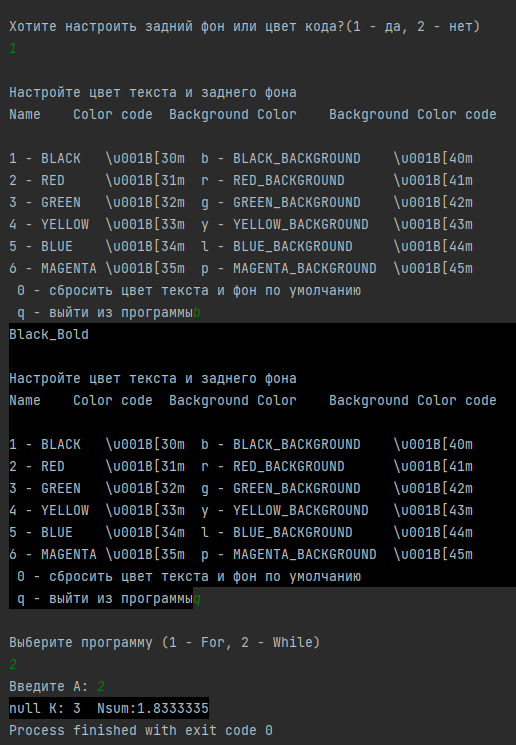 Хотите настроить задний фон или цвет кода?(1 - да, 2 - нет)
1
Настройте цвет текста и заднего фона
Name    Color code  Background Color    Background Color code
1 - BLACK   \u001B[30m  b - BLACK_BACKGROUND    \u001B[40m
2 - RED     \u001B[31m  r - RED_BACKGROUND      \u001B[41m
3 - GREEN   \u001B[32m  g - GREEN_BACKGROUND    \u001B[42m
4 - YELLOW  \u001B[33m  y - YELLOW_BACKGROUND   \u001B[43m
5 - BLUE    \u001B[34m  l - BLUE_BACKGROUND     \u001B[44m
6 - MAGENTA \u001B[35m  p - MAGENTA_BACKGROUND  \u001B[45m
 0 - сбросить цвет текста и фон по умолчанию
 q - выйти из программыb
Black_Bold
Настройте цвет текста и заднего фона
Name    Color code  Background Color    Background Color code
1 - BLACK   \u001B[30m  b - BLACK_BACKGROUND    \u001B[40m
2 - RED     \u001B[31m  r - RED_BACKGROUND      \u001B[41m
3 - GREEN   \u001B[32m  g - GREEN_BACKGROUND    \u001B[42m
4 - YELLOW  \u001B[33m  y - YELLOW_BACKGROUND   \u001B[43m
5 - BLUE    \u001B[34m  l - BLUE_BACKGROUND     \u001B[44m
6 - MAGENTA \u001B[35m  p - MAGENTA_BACKGROUND  \u001B[45m
 0 - сбросить цвет текста и фон по умолчанию
 q - выйти из программыq
Выберите программу (1 - For, 2 - While)
2
Введите А: 2
null K: 3  Nsum:1.8333335
Process finished with exit code 0